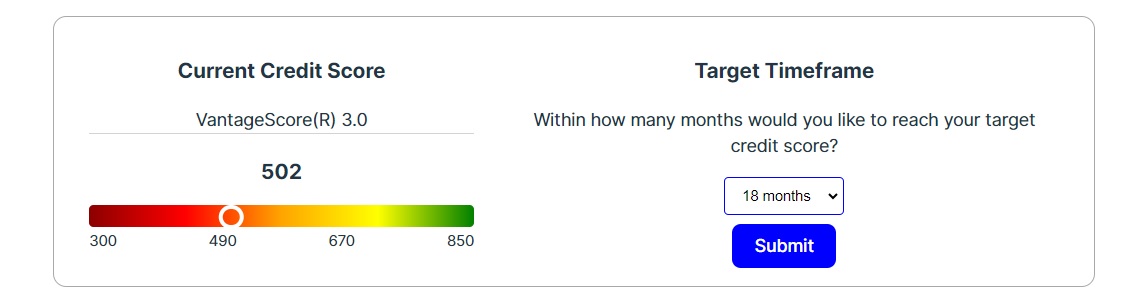 Current Credit Score
VantageScore(R) 3.0
502
300 490 670 850
Target Timeframe
Within how many months would you like to reach your target
credit score?
18 months
Submit